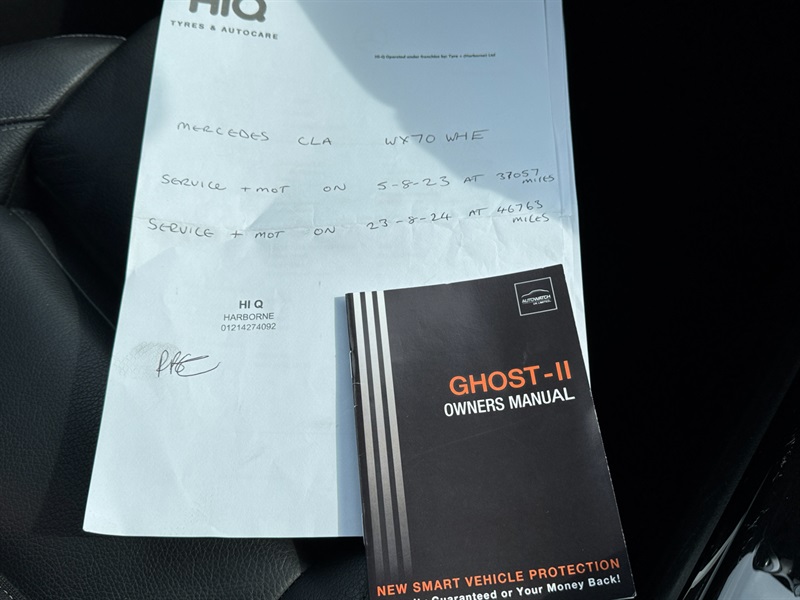 HIQ
TYRES & AUTOCARE
MERCEDES CLA WX70 WHE
SERVICE + MOT ON 5-8-23 AT 37057 MILES
SERVICE + MOT ON 23-8-24 AT 46763 MILES
HI Q
HARBORNE
01214274092
AUTOWATCH
GHOST-II
OWNERS MANUAL
NEW SMART VEHICLE PROTECTION
Guaranteed or Your Money Back!